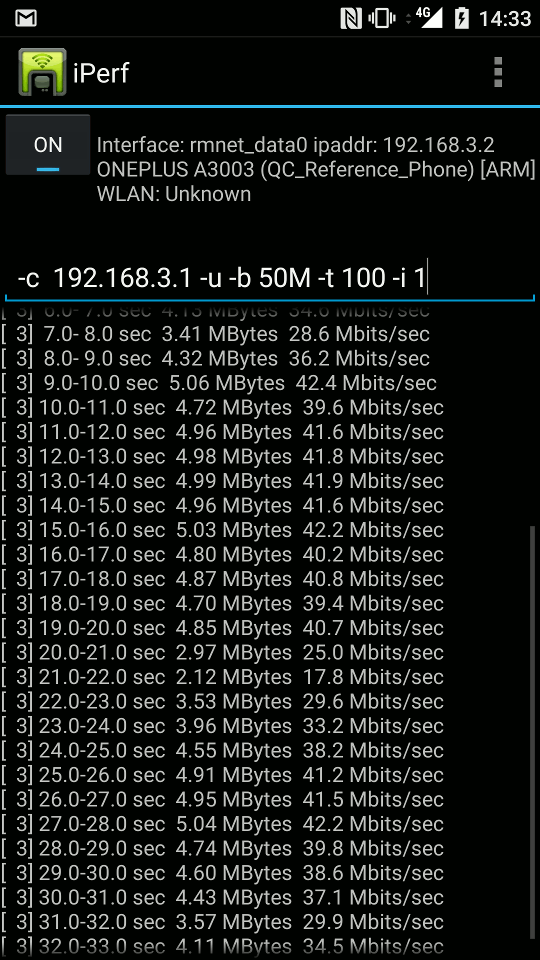 4G 14:33
iPerf
ON
Interface: rmnet_data0 ipaddr: 192.168.3.2
ONEPLUS A3003 (QC_Reference_Phone) [ARM]
WLAN: Unknown
-c  192.168.3.1 -u -b 50M -t 100 -i 1
[  3]  6.0- 7.0 sec  4.13 MBytes  34.6 Mbits/sec
[  3]  7.0- 8.0 sec  3.41 MBytes  28.6 Mbits/sec
[  3]  8.0- 9.0 sec  4.32 MBytes  36.2 Mbits/sec
[  3]  9.0-10.0 sec  5.06 MBytes  42.4 Mbits/sec
[  3] 10.0-11.0 sec  4.72 MBytes  39.6 Mbits/sec
[  3] 11.0-12.0 sec  4.96 MBytes  41.6 Mbits/sec
[  3] 12.0-13.0 sec  4.98 MBytes  41.8 Mbits/sec
[  3] 13.0-14.0 sec  4.99 MBytes  41.9 Mbits/sec
[  3] 14.0-15.0 sec  4.96 MBytes  41.6 Mbits/sec
[  3] 15.0-16.0 sec  5.03 MBytes  42.2 Mbits/sec
[  3] 16.0-17.0 sec  4.80 MBytes  40.2 Mbits/sec
[  3] 17.0-18.0 sec  4.87 MBytes  40.8 Mbits/sec
[  3] 18.0-19.0 sec  4.70 MBytes  39.4 Mbits/sec
[  3] 19.0-20.0 sec  4.85 MBytes  40.7 Mbits/sec
[  3] 20.0-21.0 sec  2.97 MBytes  25.0 Mbits/sec
[  3] 21.0-22.0 sec  2.12 MBytes  17.8 Mbits/sec
[  3] 22.0-23.0 sec  3.53 MBytes  29.6 Mbits/sec
[  3] 23.0-24.0 sec  3.96 MBytes  33.2 Mbits/sec
[  3] 24.0-25.0 sec  4.55 MBytes  38.2 Mbits/sec
[  3] 25.0-26.0 sec  4.91 MBytes  41.2 Mbits/sec
[  3] 26.0-27.0 sec  4.95 MBytes  41.5 Mbits/sec
[  3] 27.0-28.0 sec  5.04 MBytes  42.2 Mbits/sec
[  3] 28.0-29.0 sec  4.74 MBytes  39.8 Mbits/sec
[  3] 29.0-30.0 sec  4.60 MBytes  38.6 Mbits/sec
[  3] 30.0-31.0 sec  4.43 MBytes  37.1 Mbits/sec
[  3] 31.0-32.0 sec  3.57 MBytes  29.9 Mbits/sec
[  3] 32.0-33.0 sec  4.11 MBytes  34.5 Mbits/sec